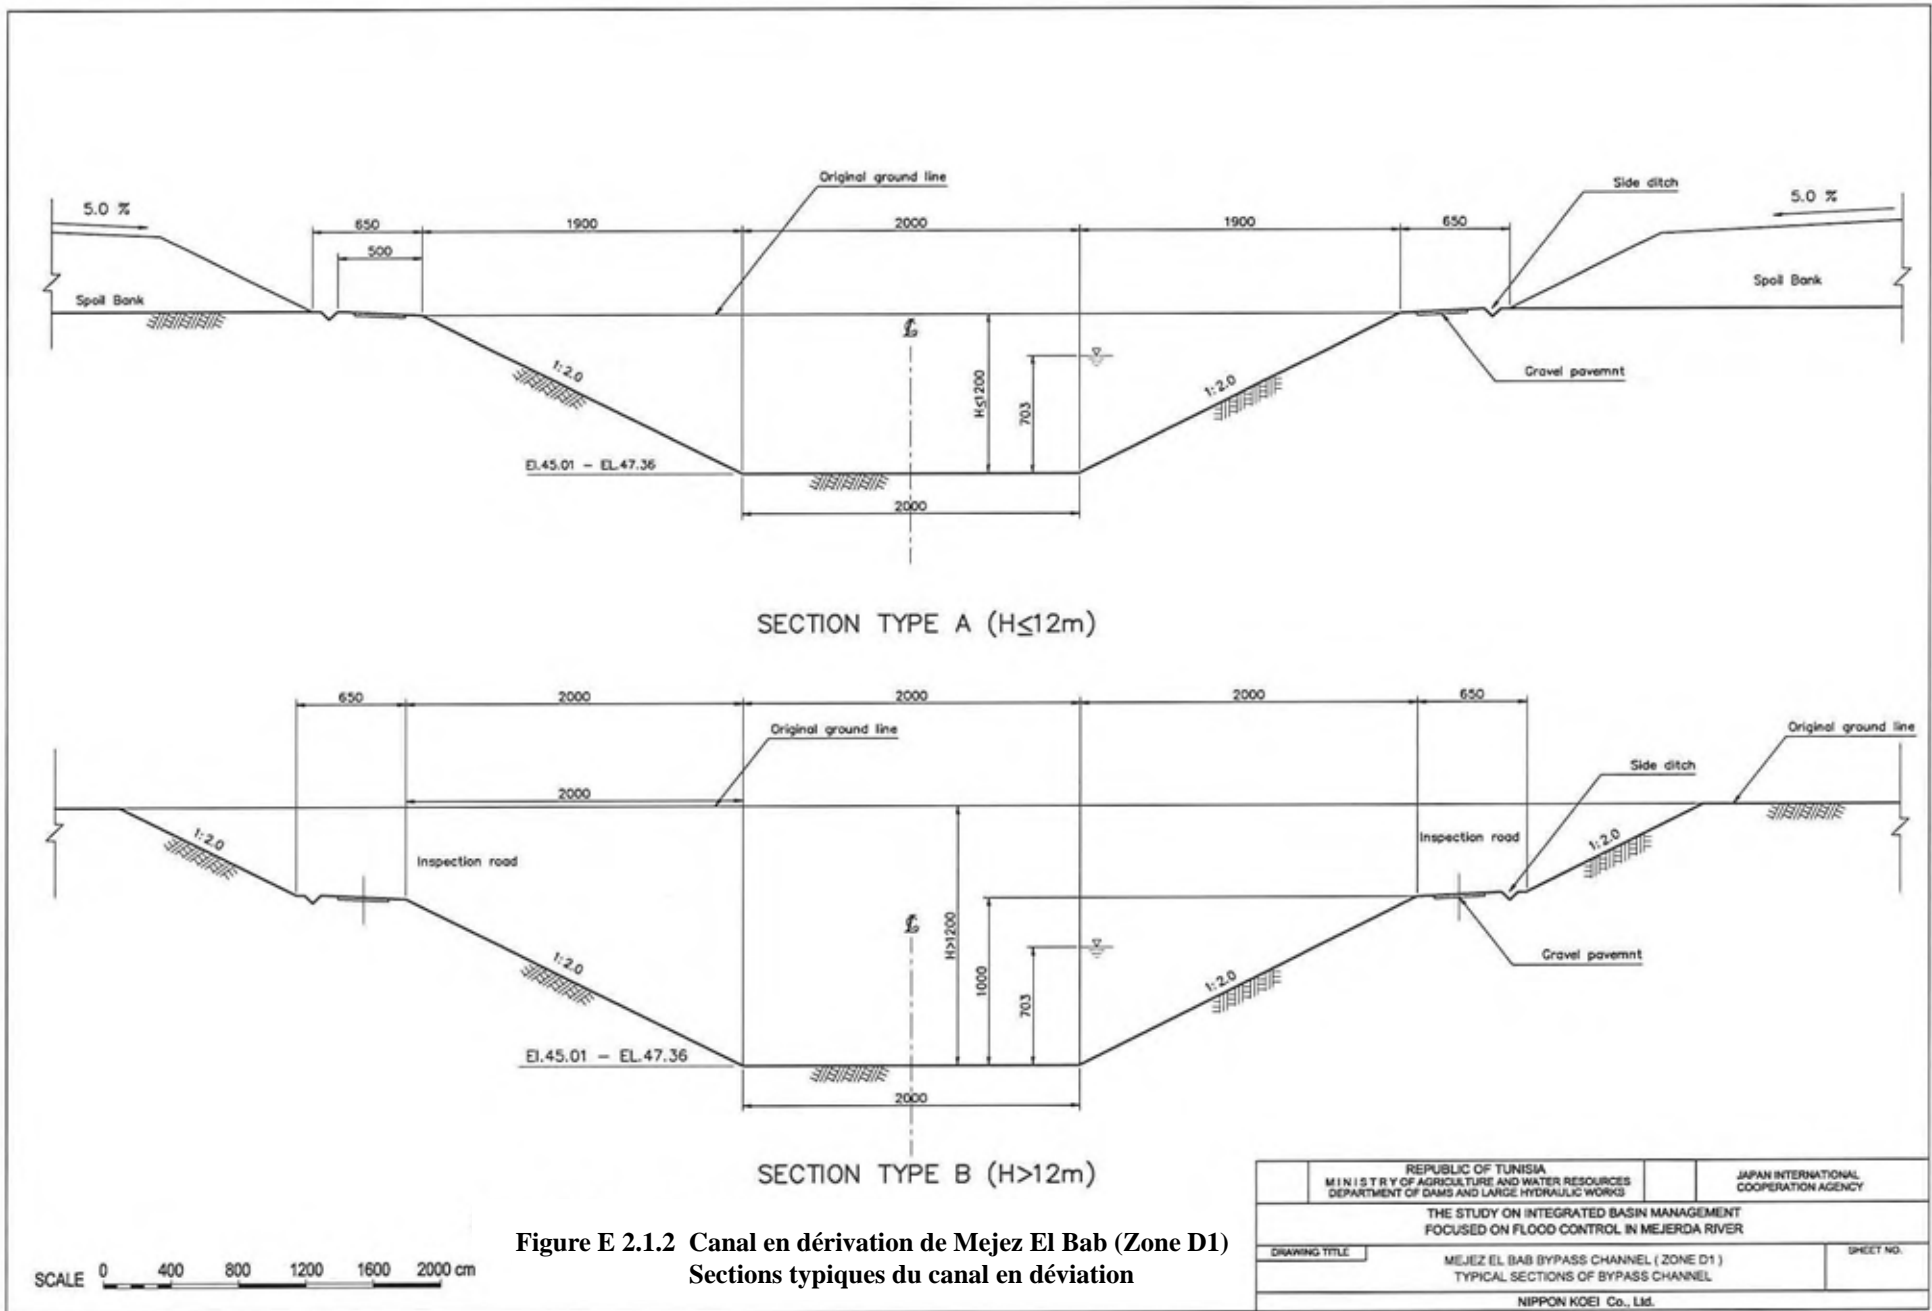 Original ground line
Side ditch
5.0 %
5.0 %
650
1900
2000
1900
650
500
Spoil Bank
Spoil Bank
℄
1:2.0
H≤1200
703
1:2.0
Gravel pavemnt
El.45.01 – EL.47.36
2000
SECTION TYPE A (H≤12m)
650
2000
2000
2000
650
Original ground line
Original ground line
Side ditch
2000
1:2.0
Inspection road
Inspection road
1:2.0
℄
H>1200
1000
703
1:2.0
1:2.0
Gravel pavemnt
El.45.01 – EL.47.36
2000
SECTION TYPE B (H>12m)
Figure E 2.1.2 Canal en dérivation de Mejez El Bab (Zone D1)
Sections typiques du canal en déviation
SCALE 0 400 800 1200 1600 2000 cm
REPUBLIC OF TUNISIA
MINISTRY OF AGRICULTURE AND WATER RESOURCES
DEPARTMENT OF DAMS AND LARGE HYDRAULIC WORKS
JAPAN INTERNATIONAL
COOPERATION AGENCY
THE STUDY ON INTEGRATED BASIN MANAGEMENT
FOCUSED ON FLOOD CONTROL IN MEJERDA RIVER
DRAWING TITLE
MEJEZ EL BAB BYPASS CHANNEL ( ZONE D1 )
TYPICAL SECTIONS OF BYPASS CHANNEL
SHEET NO.
NIPPON KOEI Co., Ltd.